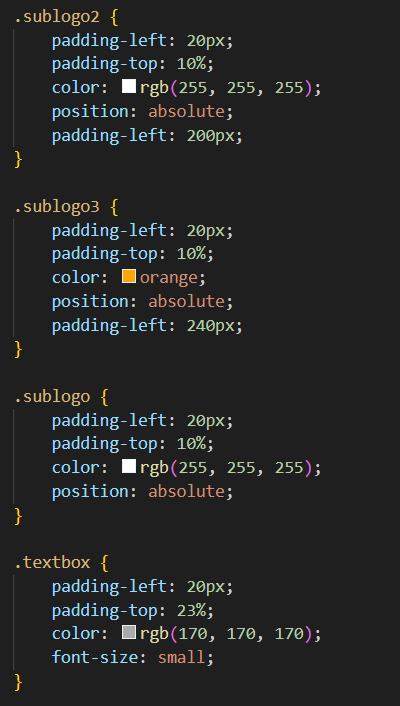 .sublogo2 {
    padding-left: 20px;
    padding-top: 10%;
    color: rgb(255, 255, 255);
    position: absolute;
    padding-left: 200px;
}

.sublogo3 {
    padding-left: 20px;
    padding-top: 10%;
    color: orange;
    position: absolute;
    padding-left: 240px;
}

.sublogo {
    padding-left: 20px;
    padding-top: 10%;
    color: rgb(255, 255, 255);
    position: absolute;
}

.textbox {
    padding-left: 20px;
    padding-top: 23%;
    color: rgb(170, 170, 170);
    font-size: small;
}